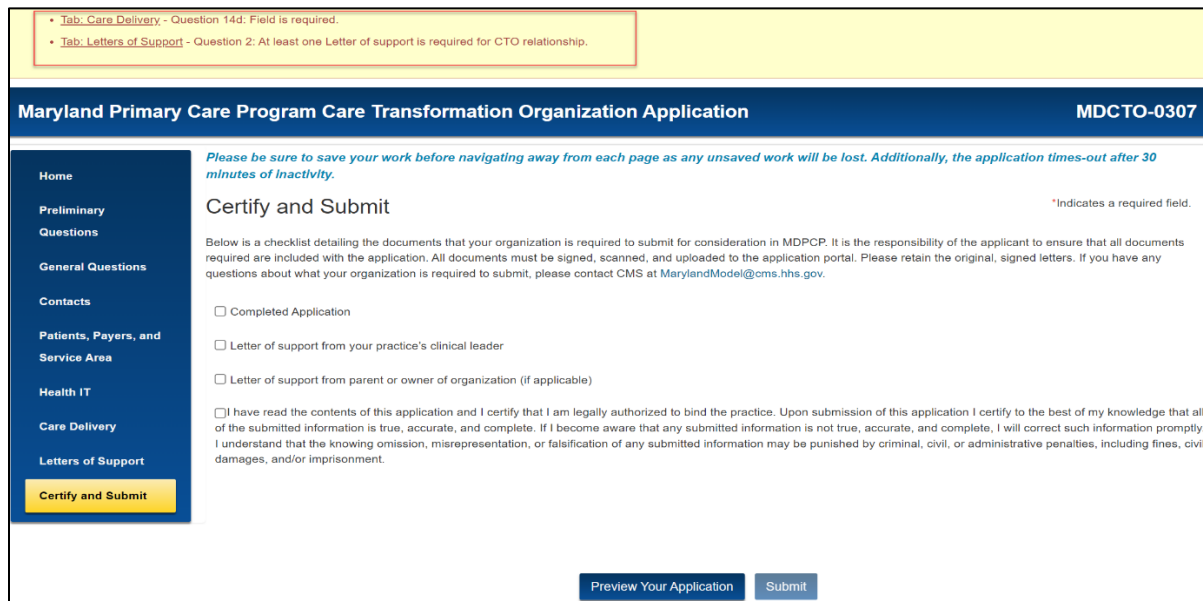 • Tab: Care Delivery - Question 14d: Field is required.
• Tab: Letters of Support - Question 2: At least one Letter of support is required for CTO relationship.
Maryland Primary Care Program Care Transformation Organization Application MDCTO-0307
Home
Preliminary
Questions
General Questions
Contacts
Patients, Payers, and
Service Area
Health IT
Care Delivery
Letters of Support
Certify and Submit
Please be sure to save your work before navigating away from each page as any unsaved work will be lost. Additionally, the application times-out after 30
minutes of inactivity.
Certify and Submit
*Indicates a required field.
Below is a checklist detailing the documents that your organization is required to submit for consideration in MDPCP. It is the responsibility of the applicant to ensure that all documents
required are included with the application. All documents must be signed, scanned, and uploaded to the application portal. Please retain the original, signed letters. If you have any
questions about what your organization is required to submit, please contact CMS at MarylandModel@cms.hhs.gov.
Completed Application
Letter of support from your practice's clinical leader
Letter of support from parent or owner of organization (if applicable)
I have read the contents of this application and I certify that I am legally authorized to bind the practice. Upon submission of this application I certify to the best of my knowledge that all
of the submitted information is true, accurate, and complete. If I become aware that any submitted information is not true, accurate, and complete, I will correct such information promptly.
I understand that the knowing omission, misrepresentation, or falsification of any submitted information may be punished by criminal, civil, or administrative penalties, including fines, civil
damages, and/or imprisonment.
Preview Your Application Submit